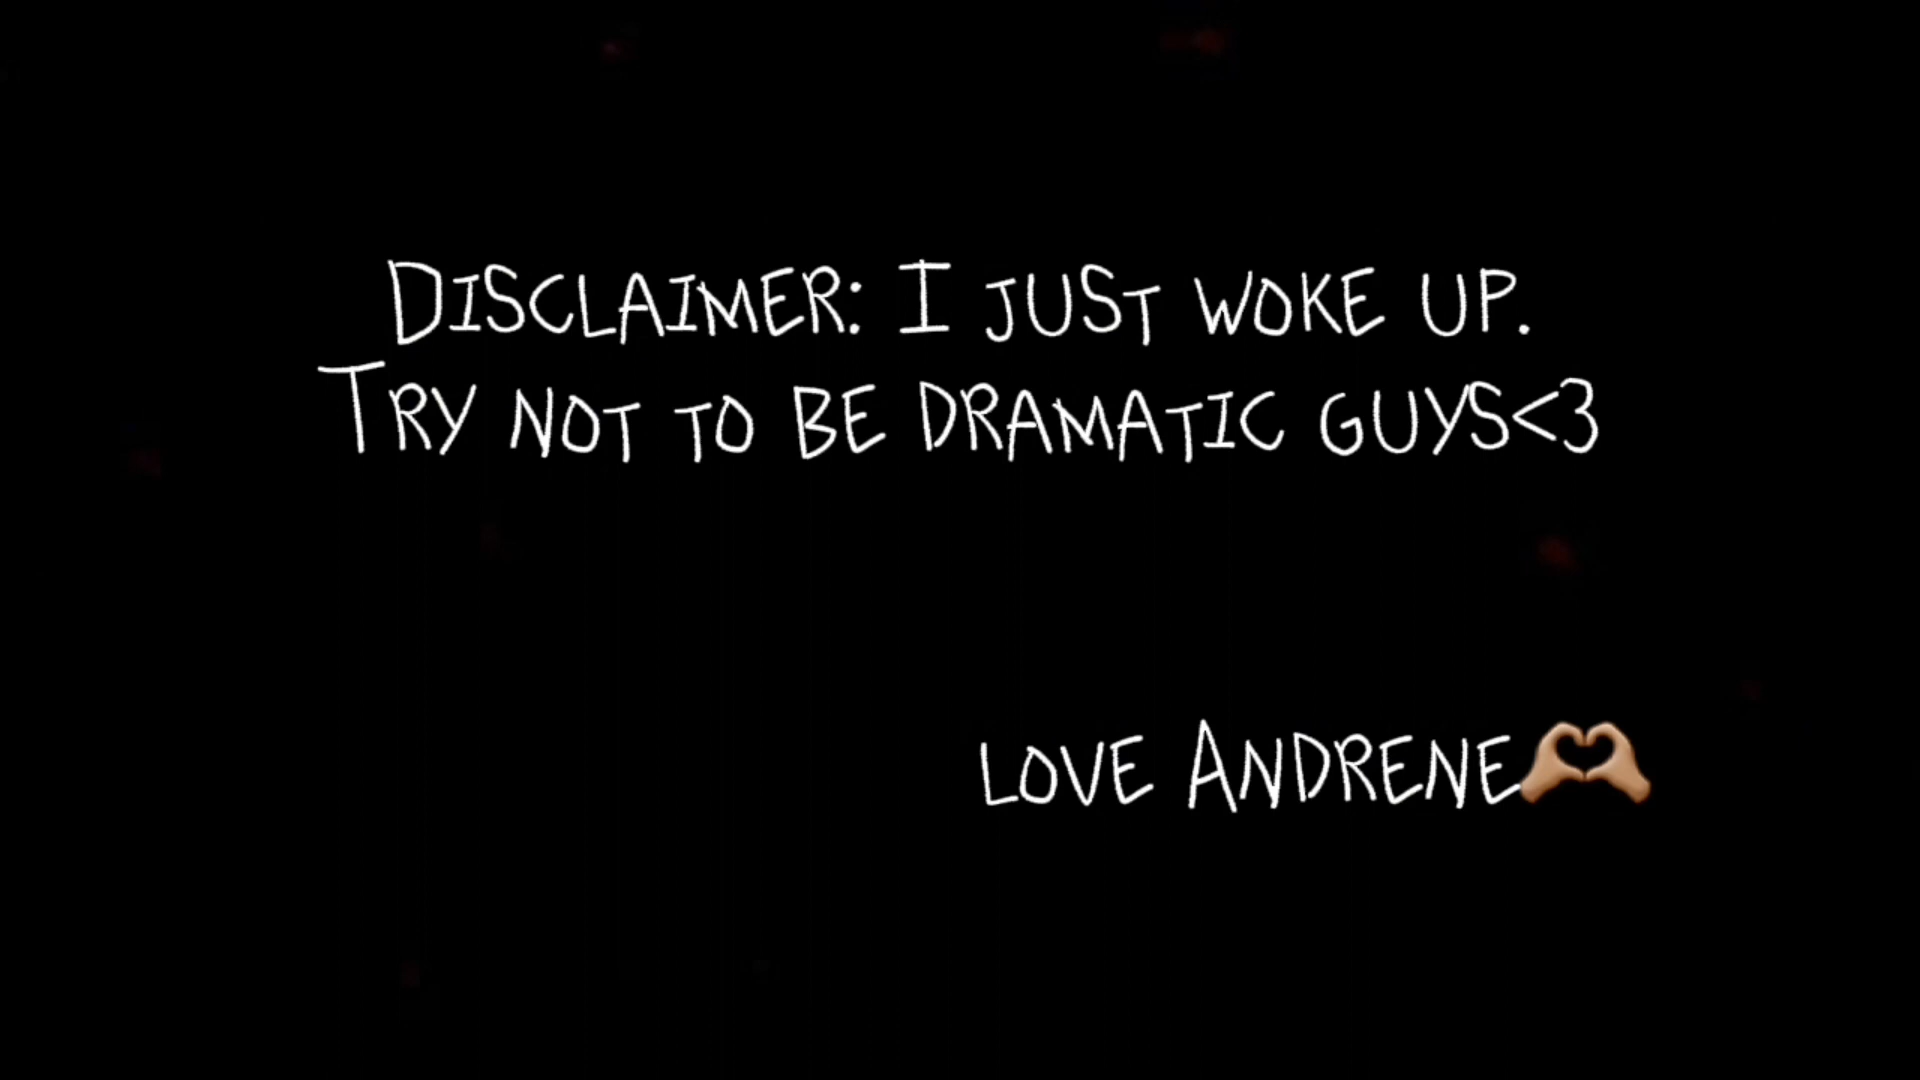 Disclaimer: I just woke up.
Try not to be dramatic guys<3
love Andrene🫶🏼